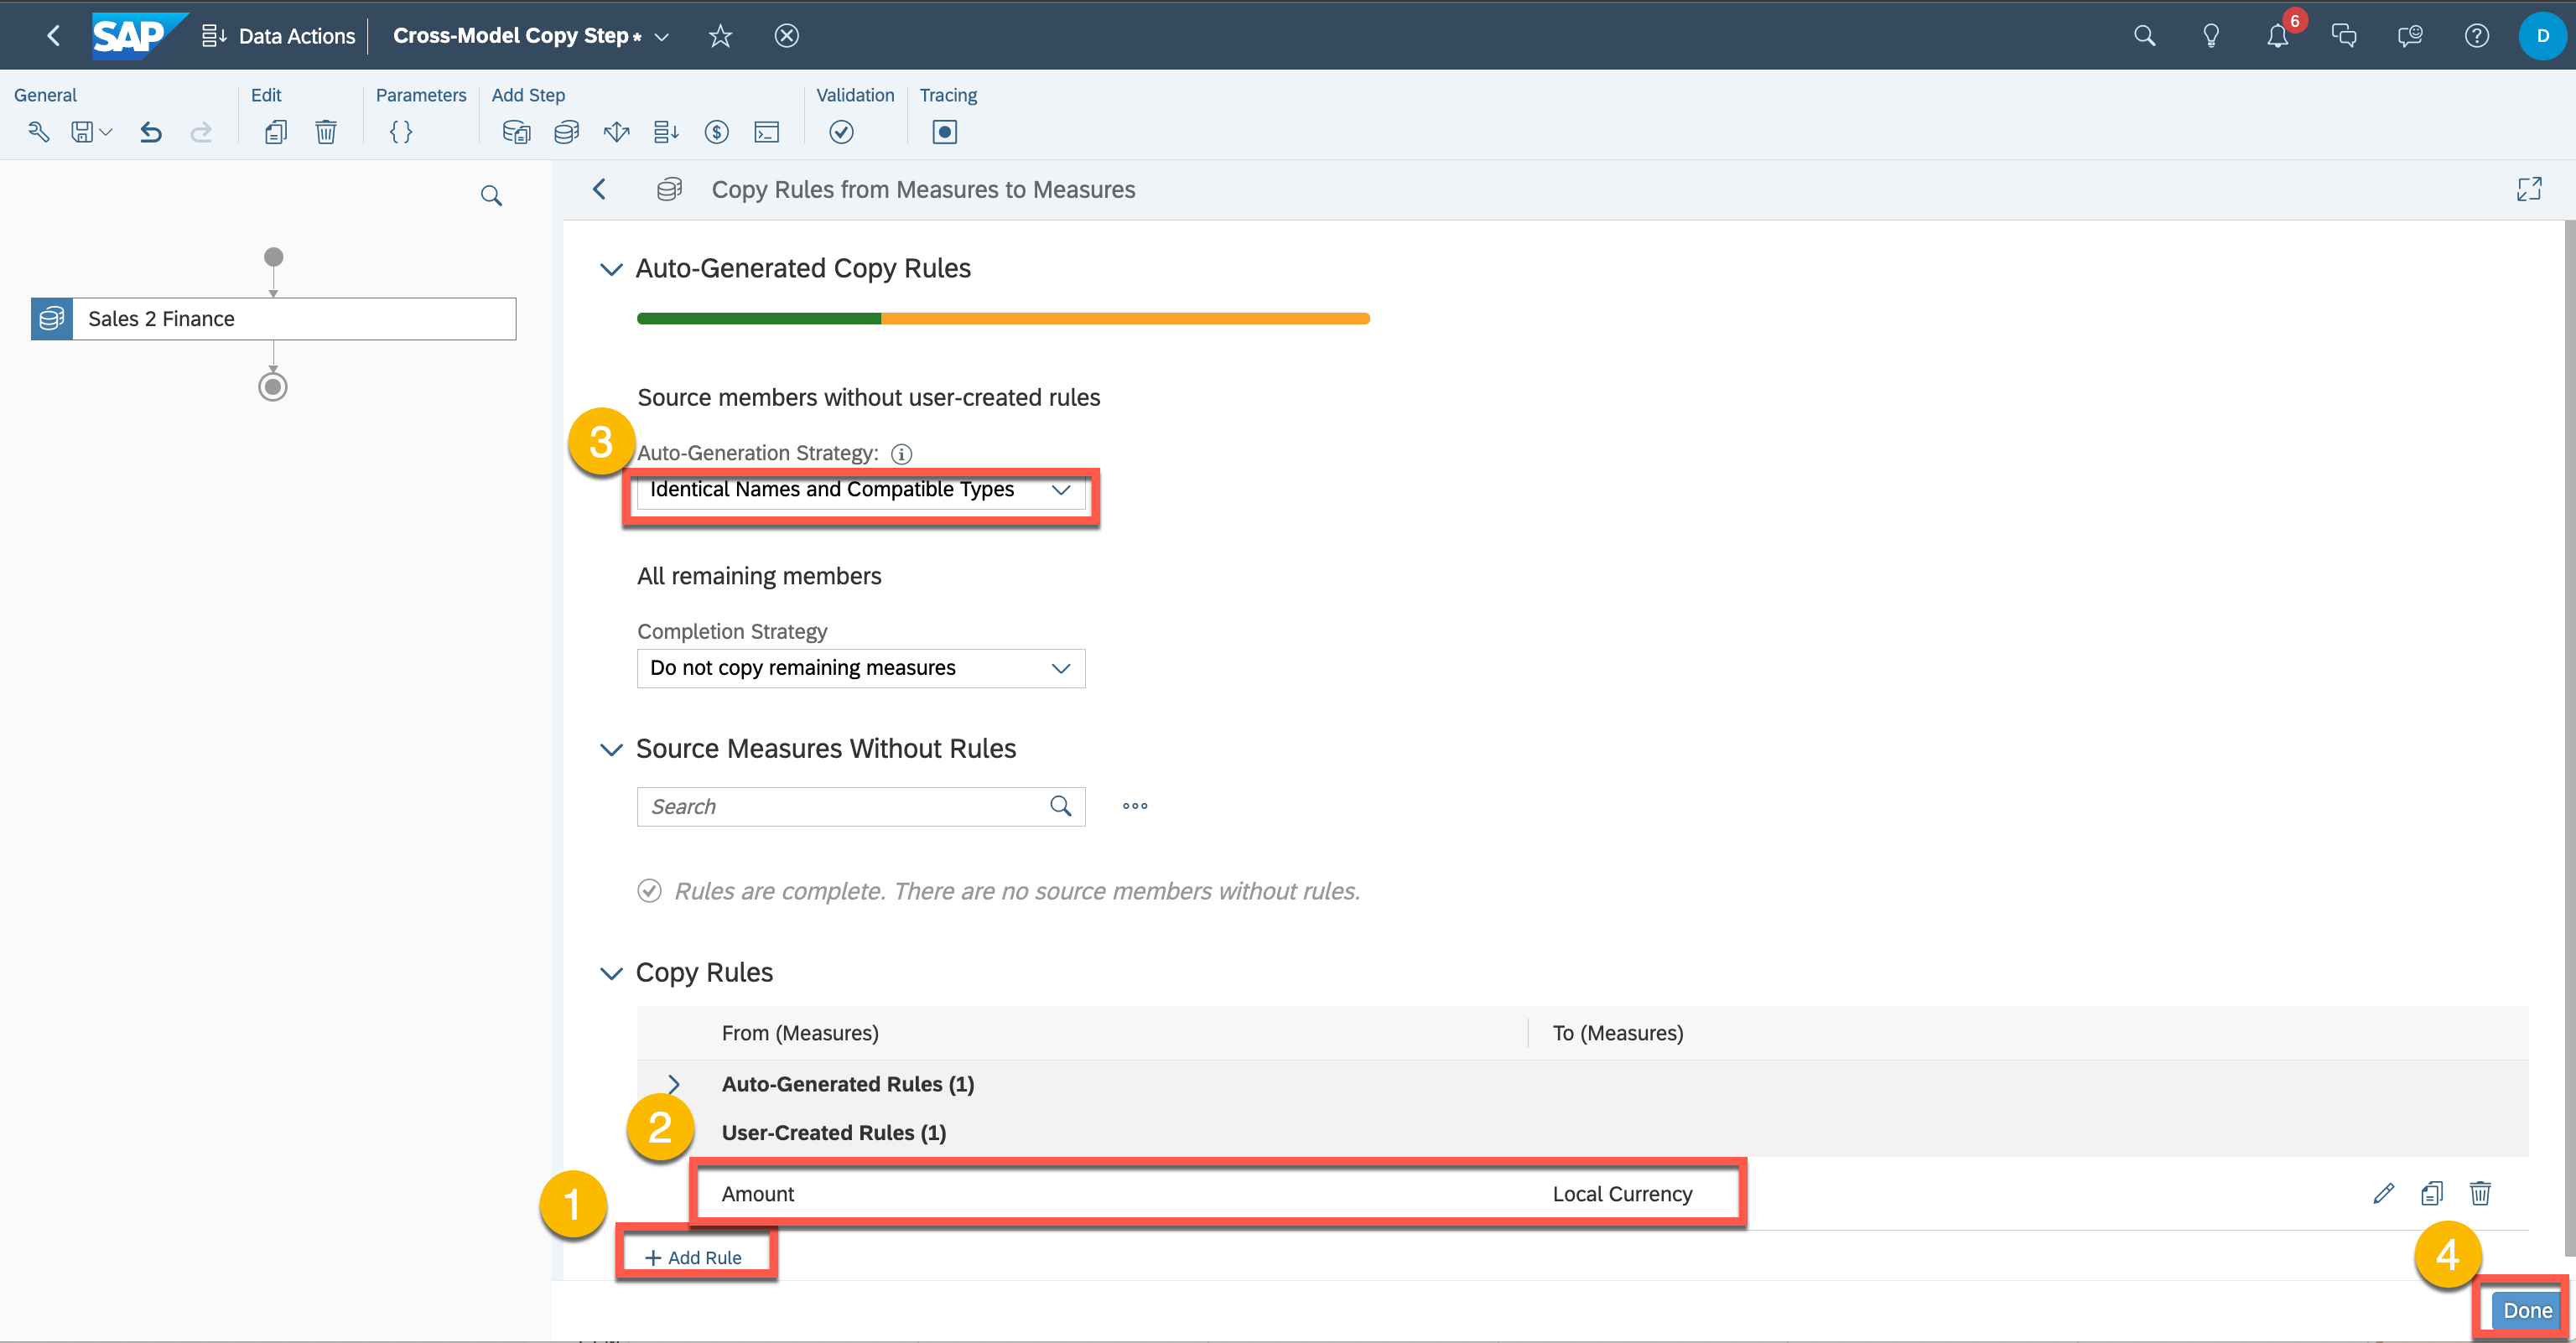 SAP Data Actions Cross-Model Copy Step * 6 D
General Edit Parameters Add Step Validation Tracing
Copy Rules from Measures to Measures
Sales 2 Finance
Auto-Generated Copy Rules
Source members without user-created rules
3
Auto-Generation Strategy:
Identical Names and Compatible Types
All remaining members
Completion Strategy
Do not copy remaining measures
Source Measures Without Rules
Search
Rules are complete. There are no source members without rules.
Copy Rules
From (Measures) To (Measures)
Auto-Generated Rules (1)
2
User-Created Rules (1)
Amount Local Currency
1
+ Add Rule
4
Done